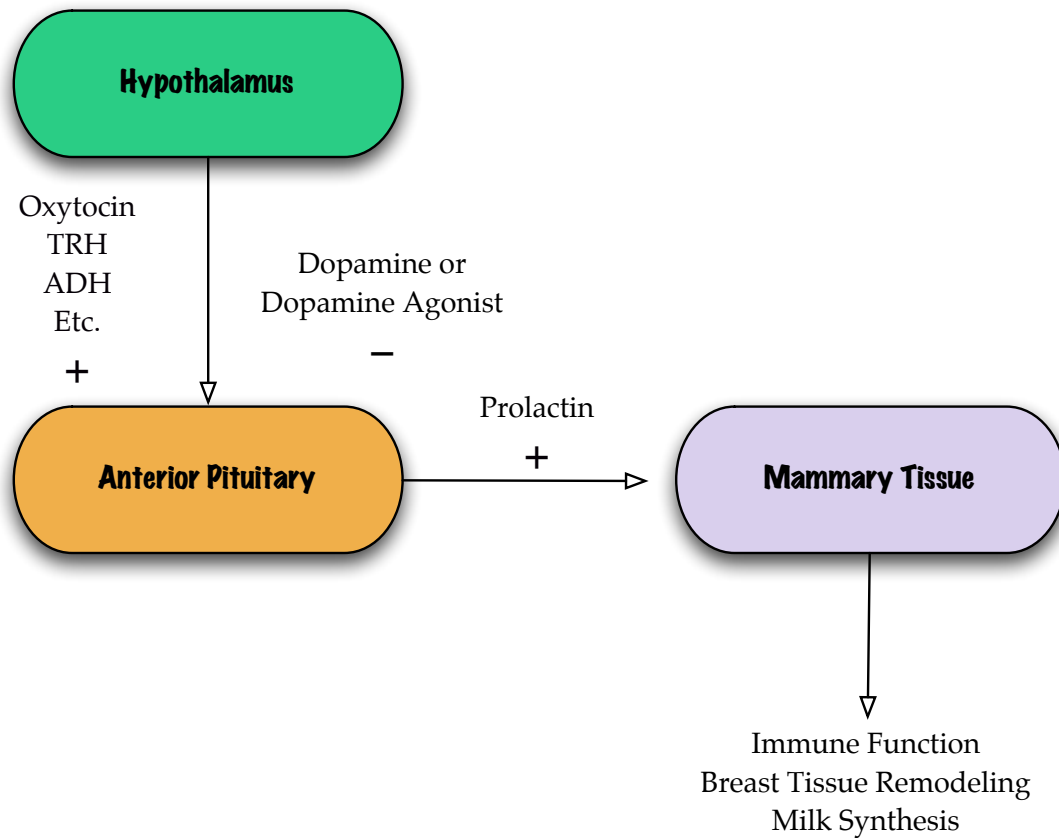 Hypothalamus
Oxytocin
TRH
ADH
Etc.
+
Dopamine or
Dopamine Agonist
−
Prolactin
+
Anterior Pituitary
Mammary Tissue
Immune Function
Breast Tissue Remodeling
Milk Synthesis